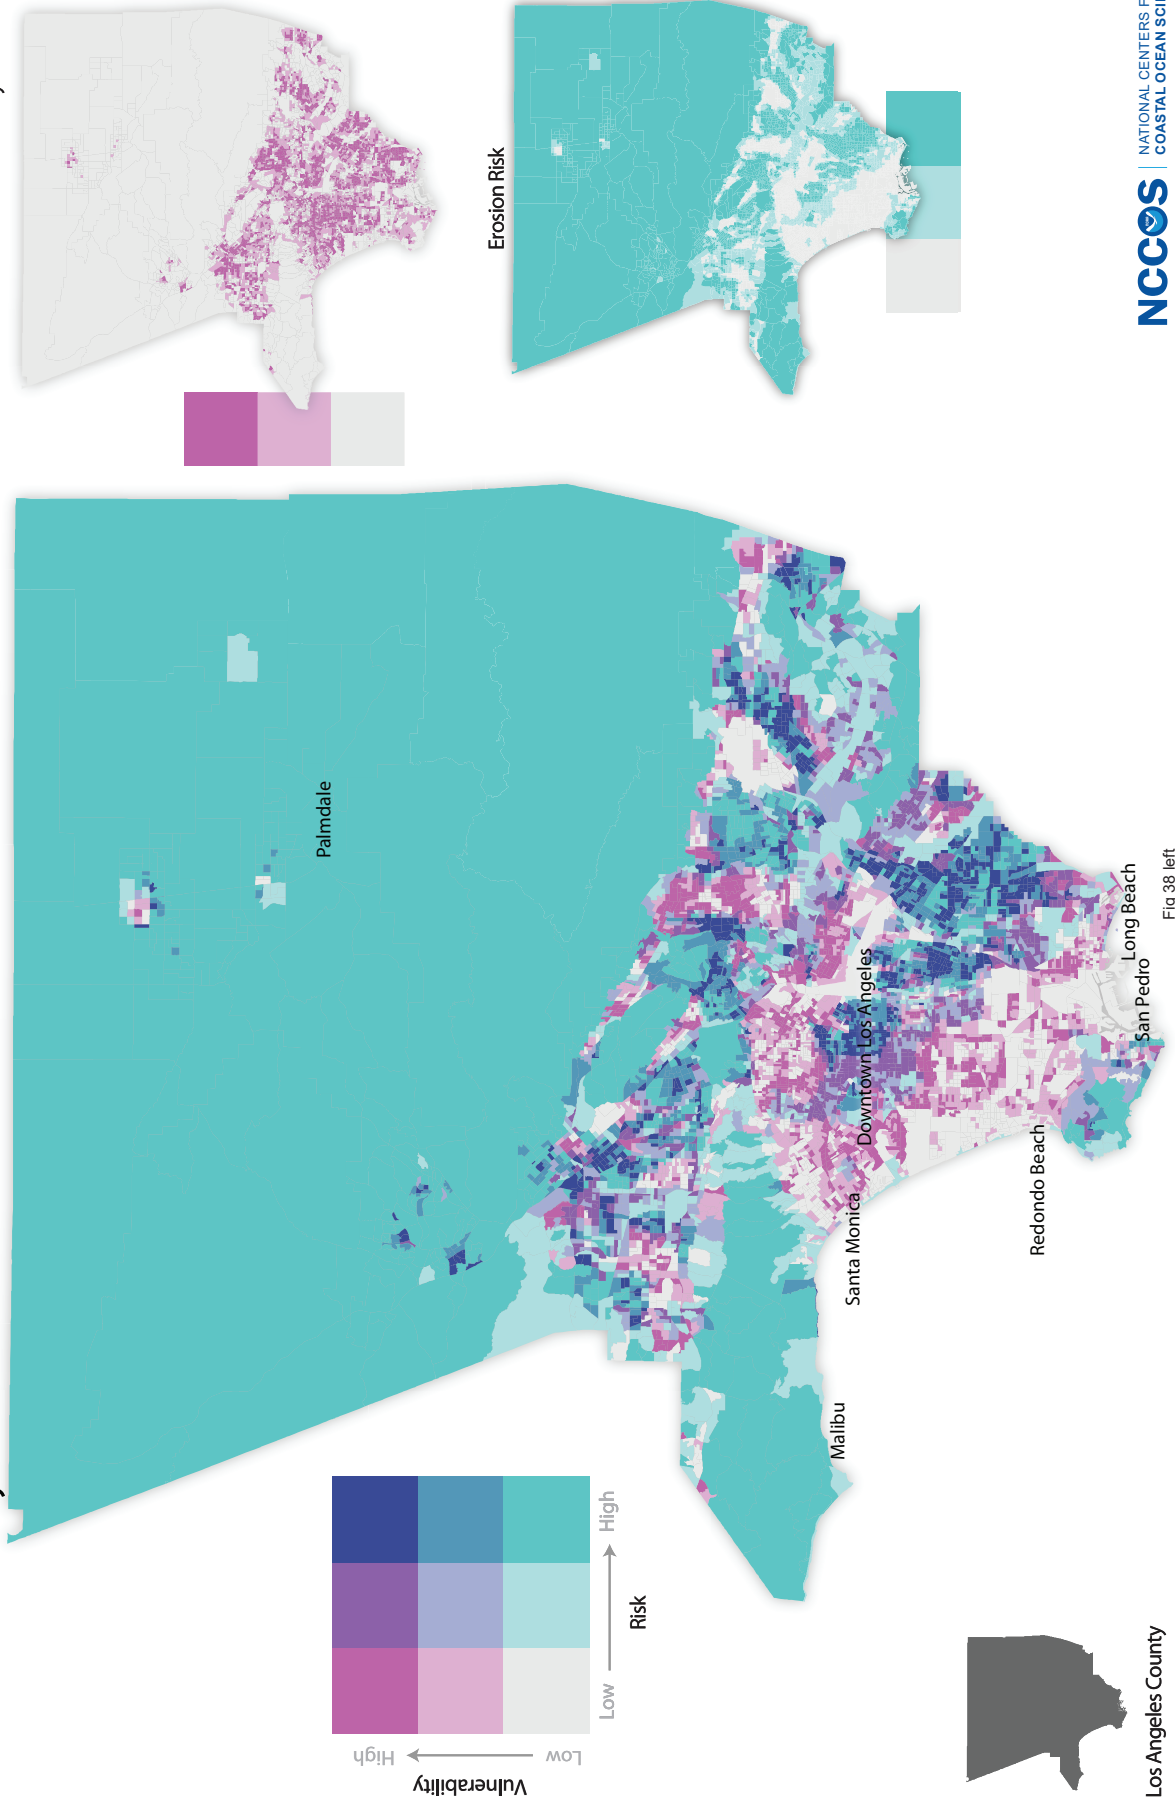 Erosion Risk
NCCOS
NATIONAL CENTERS F
COASTAL OCEAN SCI
Palmdale
Downtown Los Angeles
Long Beach
San Pedro
Santa Monica
Redondo Beach
Malibu
High
Low
Vulnerability
Low
High
Risk
Los Angeles County
Fig 38 left